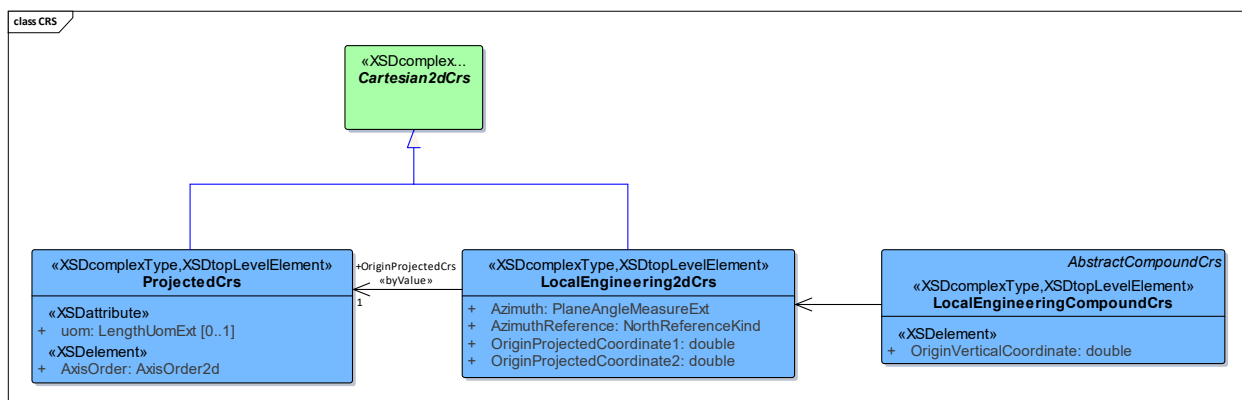 class CRS
«XSDcomplex...
Cartesian2dCrs
«XSDcomplexType,XSDtopLevelElement»
ProjectedCrs
«XSDattribute»
+ uom: LengthUomExt [0..1]
«XSDelement»
+ AxisOrder: AxisOrder2d
+OriginProjectedCrs
«byValue»
1
«XSDcomplexType,XSDtopLevelElement»
LocalEngineering2dCrs
+ Azimuth: PlaneAngleMeasureExt
+ AzimuthReference: NorthReferenceKind
+ OriginProjectedCoordinate1: double
+ OriginProjectedCoordinate2: double
AbstractCompoundCrs
«XSDcomplexType,XSDtopLevelElement»
LocalEngineeringCompoundCrs
«XSDelement»
+ OriginVerticalCoordinate: double